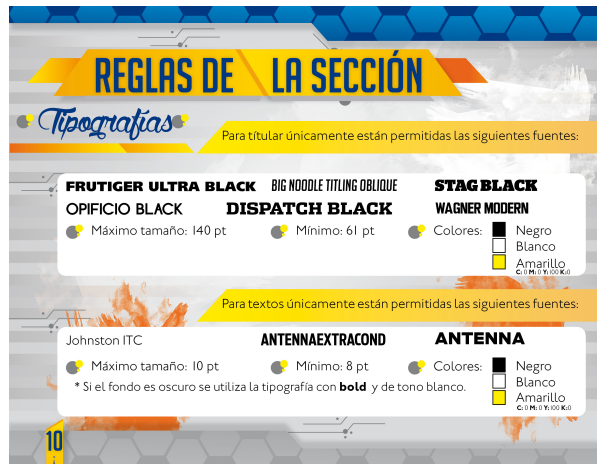 REGLAS DE LA SECCIÓN
Tipografías
Para títular únicamente están permitidas las siguientes fuentes:
FRUTIGER ULTRA BLACK BIG NOODLE TITLING OBLIQUE STAG BLACK
OPIFICIO BLACK DISPATCH BLACK WAGNER MODERN
Máximo tamaño: 140 pt Mínimo: 61 pt Colores: Negro
Blanco
Amarillo
C: 0 M: 0 Y: 100 K: 0
Para textos únicamente están permitidas las siguientes fuentes:
Johnston ITC ANTENNAEXTRACOND ANTENNA
Máximo tamaño: 10 pt Mínimo: 8 pt Colores: Negro
* Si el fondo es oscuro se utiliza la tipografía con bold y de tono blanco. Blanco
Amarillo
C: 0 M: 0 Y: 100 K: 0
10